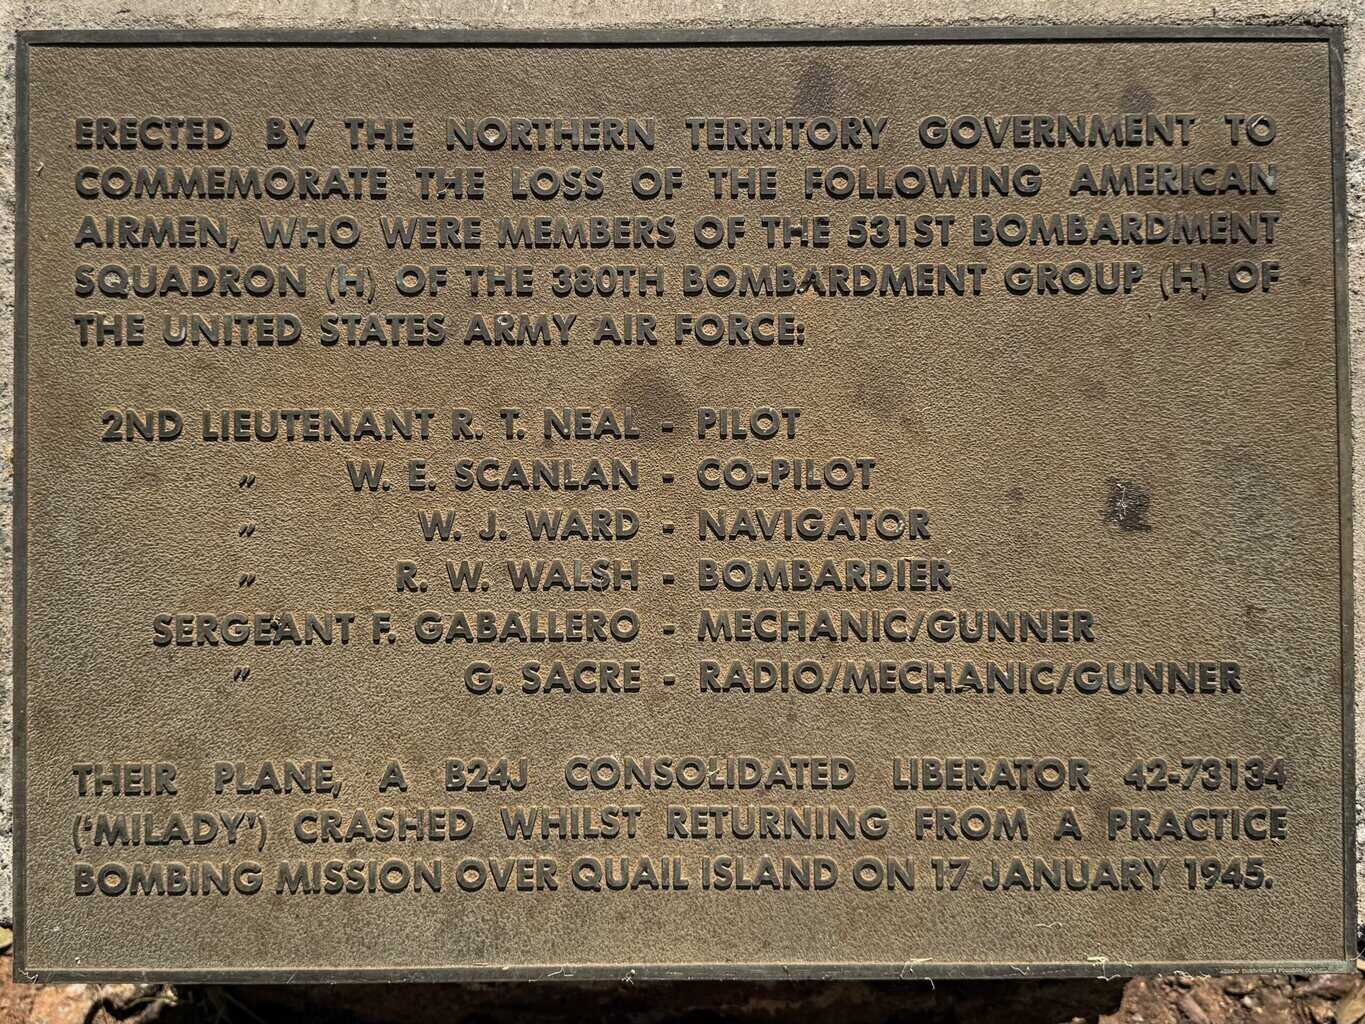 ERECTED BY THE NORTHERN TERRITORY GOVERNMENT TO
COMMEMORATE THE LOSS OF THE FOLLOWING AMERICAN
AIRMEN, WHO WERE MEMBERS OF THE 531ST BOMBARDMENT
SQUADRON (H) OF THE 380TH BOMBARDMENT GROUP (H) OF
THE UNITED STATES ARMY AIR FORCE:
2ND LIEUTENANT R. T. NEAL - PILOT
" W. E. SCANLAN - CO-PILOT
" W. J. WARD - NAVIGATOR
" R. W. WALSH - BOMBARDIER
SERGEANT F. GABALLERO - MECHANIC/GUNNER
" G. SACRE - RADIO/MECHANIC/GUNNER
THEIR PLANE, A B24J CONSOLIDATED LIBERATOR 42-73134
('MILADY') CRASHED WHILST RETURNING FROM A PRACTICE
BOMBING MISSION OVER QUAIL ISLAND ON 17 JANUARY 1945.